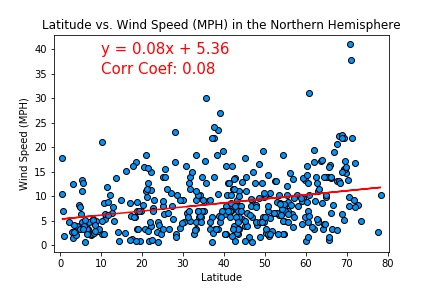 Latitude vs. Wind Speed (MPH) in the Northern Hemisphere
y = 0.08x + 5.36
Corr Coef: 0.08
Wind Speed (MPH)
40
35
30
25
20
15
10
5
0
0 10 20 30 40 50 60 70 80
Latitude